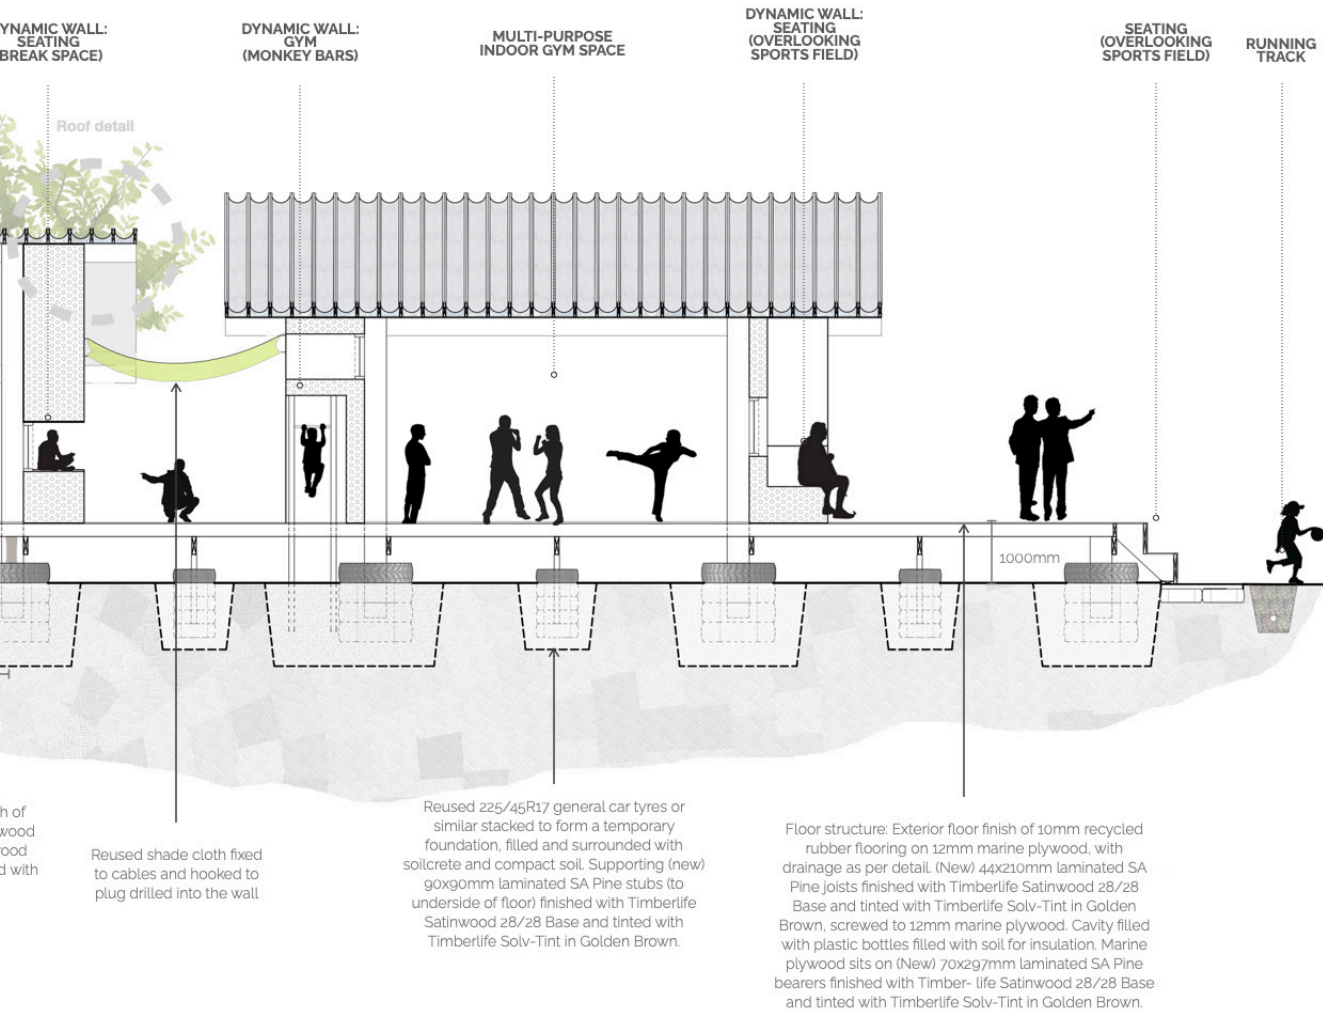 YNAMIC WALL:
SEATING
BREAK SPACE)
DYNAMIC WALL:
GYM
(MONKEY BARS)
MULTI-PURPOSE
INDOOR GYM SPACE
DYNAMIC WALL:
SEATING
(OVERLOOKING
SPORTS FIELD)
SEATING
(OVERLOOKING
SPORTS FIELD)
RUNNING
TRACK
Roof detail
1000mm
h of
wood
ood
d with
Reused shade cloth fixed
to cables and hooked to
plug drilled into the wall
Reused 225/45R17 general car tyres or
similar stacked to form a temporary
foundation, filled and surrounded with
soilcrete and compact soil. Supporting (new)
90x90mm laminated SA Pine stubs (to
underside of floor) finished with Timberlife
Satinwood 28/28 Base and tinted with
Timberlife Solv-Tint in Golden Brown.
Floor structure: Exterior floor finish of 10mm recycled
rubber flooring on 12mm marine plywood, with
drainage as per detail. (New) 44x210mm laminated SA
Pine joists finished with Timberlife Satinwood 28/28
Base and tinted with Timberlife Solv-Tint in Golden
Brown, screwed to 12mm marine plywood. Cavity filled
with plastic bottles filled with soil for insulation. Marine
plywood sits on (New) 70x297mm laminated SA Pine
bearers finished with Timber- life Satinwood 28/28 Base
and tinted with Timberlife Solv-Tint in Golden Brown.